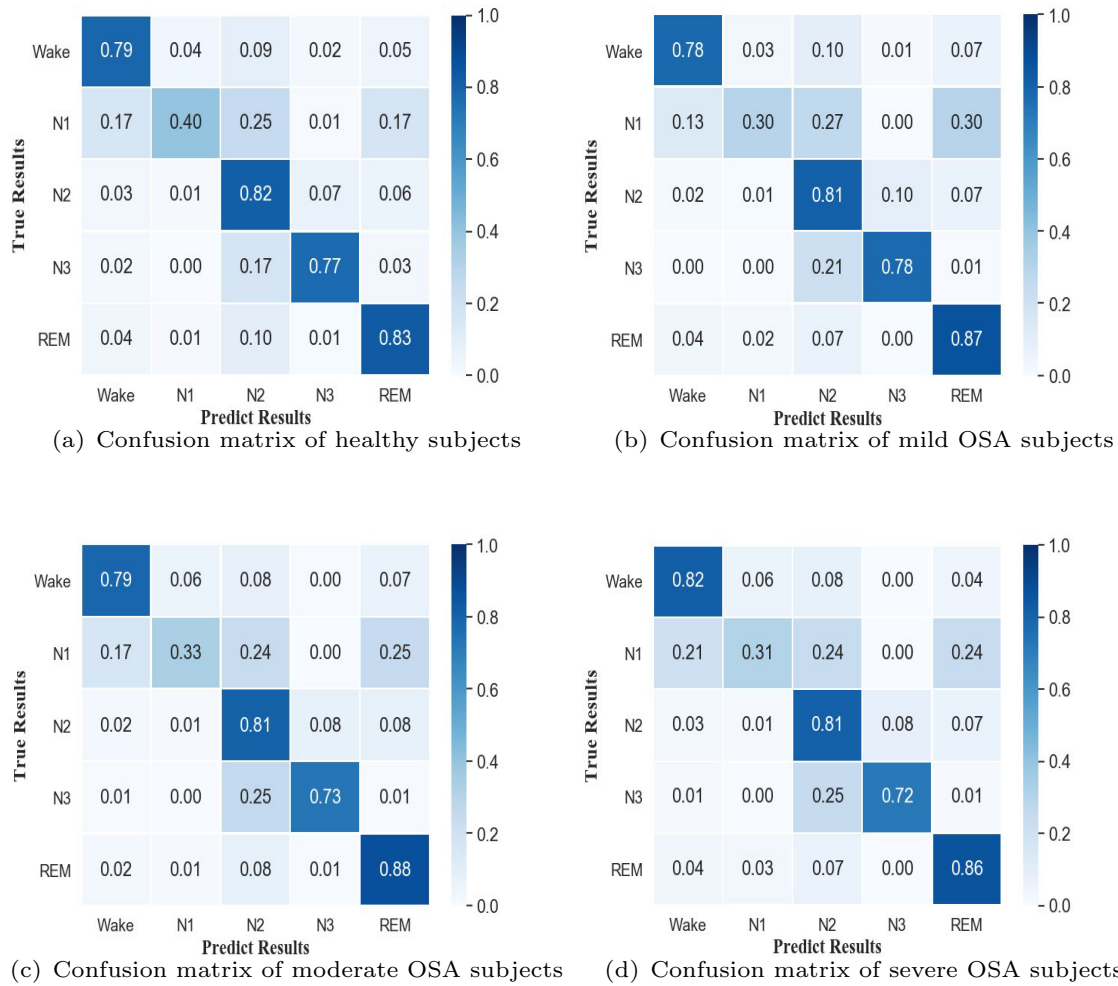 1.0
Wake 0.79 0.04 0.09 0.02 0.05
0.8
N1 0.17 0.40 0.25 0.01 0.17
0.6
True Results
N2 0.03 0.01 0.82 0.07 0.06
0.4
N3 0.02 0.00 0.17 0.77 0.03
0.2
REM 0.04 0.01 0.10 0.01 0.83
0.0
Wake N1 N2 N3 REM
Predict Results
(a) Confusion matrix of healthy subjects
1.0
Wake 0.78 0.03 0.10 0.01 0.07
0.8
N1 0.13 0.30 0.27 0.00 0.30
0.6
True Results
N2 0.02 0.01 0.81 0.10 0.07
0.4
N3 0.00 0.00 0.21 0.78 0.01
0.2
REM 0.04 0.02 0.07 0.00 0.87
0.0
Wake N1 N2 N3 REM
Predict Results
(b) Confusion matrix of mild OSA subjects
1.0
Wake 0.79 0.06 0.08 0.00 0.07
0.8
N1 0.17 0.33 0.24 0.00 0.25
0.6
True Results
N2 0.02 0.01 0.81 0.08 0.08
0.4
N3 0.01 0.00 0.25 0.73 0.01
0.2
REM 0.02 0.01 0.08 0.01 0.88
0.0
Wake N1 N2 N3 REM
Predict Results
(c) Confusion matrix of moderate OSA subjects
1.0
Wake 0.82 0.06 0.08 0.00 0.04
0.8
N1 0.21 0.31 0.24 0.00 0.24
0.6
True Results
N2 0.03 0.01 0.81 0.08 0.07
0.4
N3 0.01 0.00 0.25 0.72 0.01
0.2
REM 0.04 0.03 0.07 0.00 0.86
0.0
Wake N1 N2 N3 REM
Predict Results
(d) Confusion matrix of severe OSA subjects